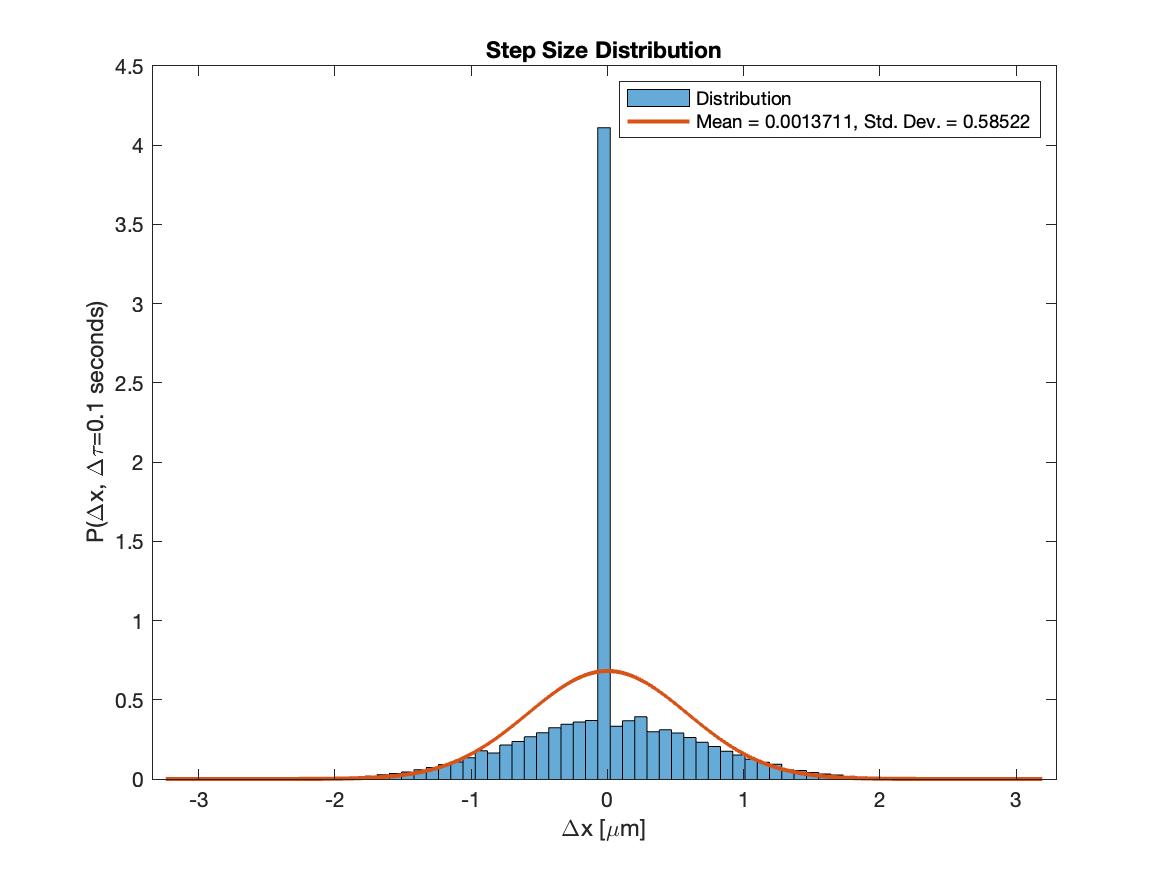 Step Size Distribution
Distribution
Mean = 0.0013711, Std. Dev. = 0.58522
4.5
4
3.5
3
2.5
2
1.5
1
0.5
0
P(Δx, Δτ=0.1 seconds)
-3 -2 -1 0 1 2 3
Δx [μm]